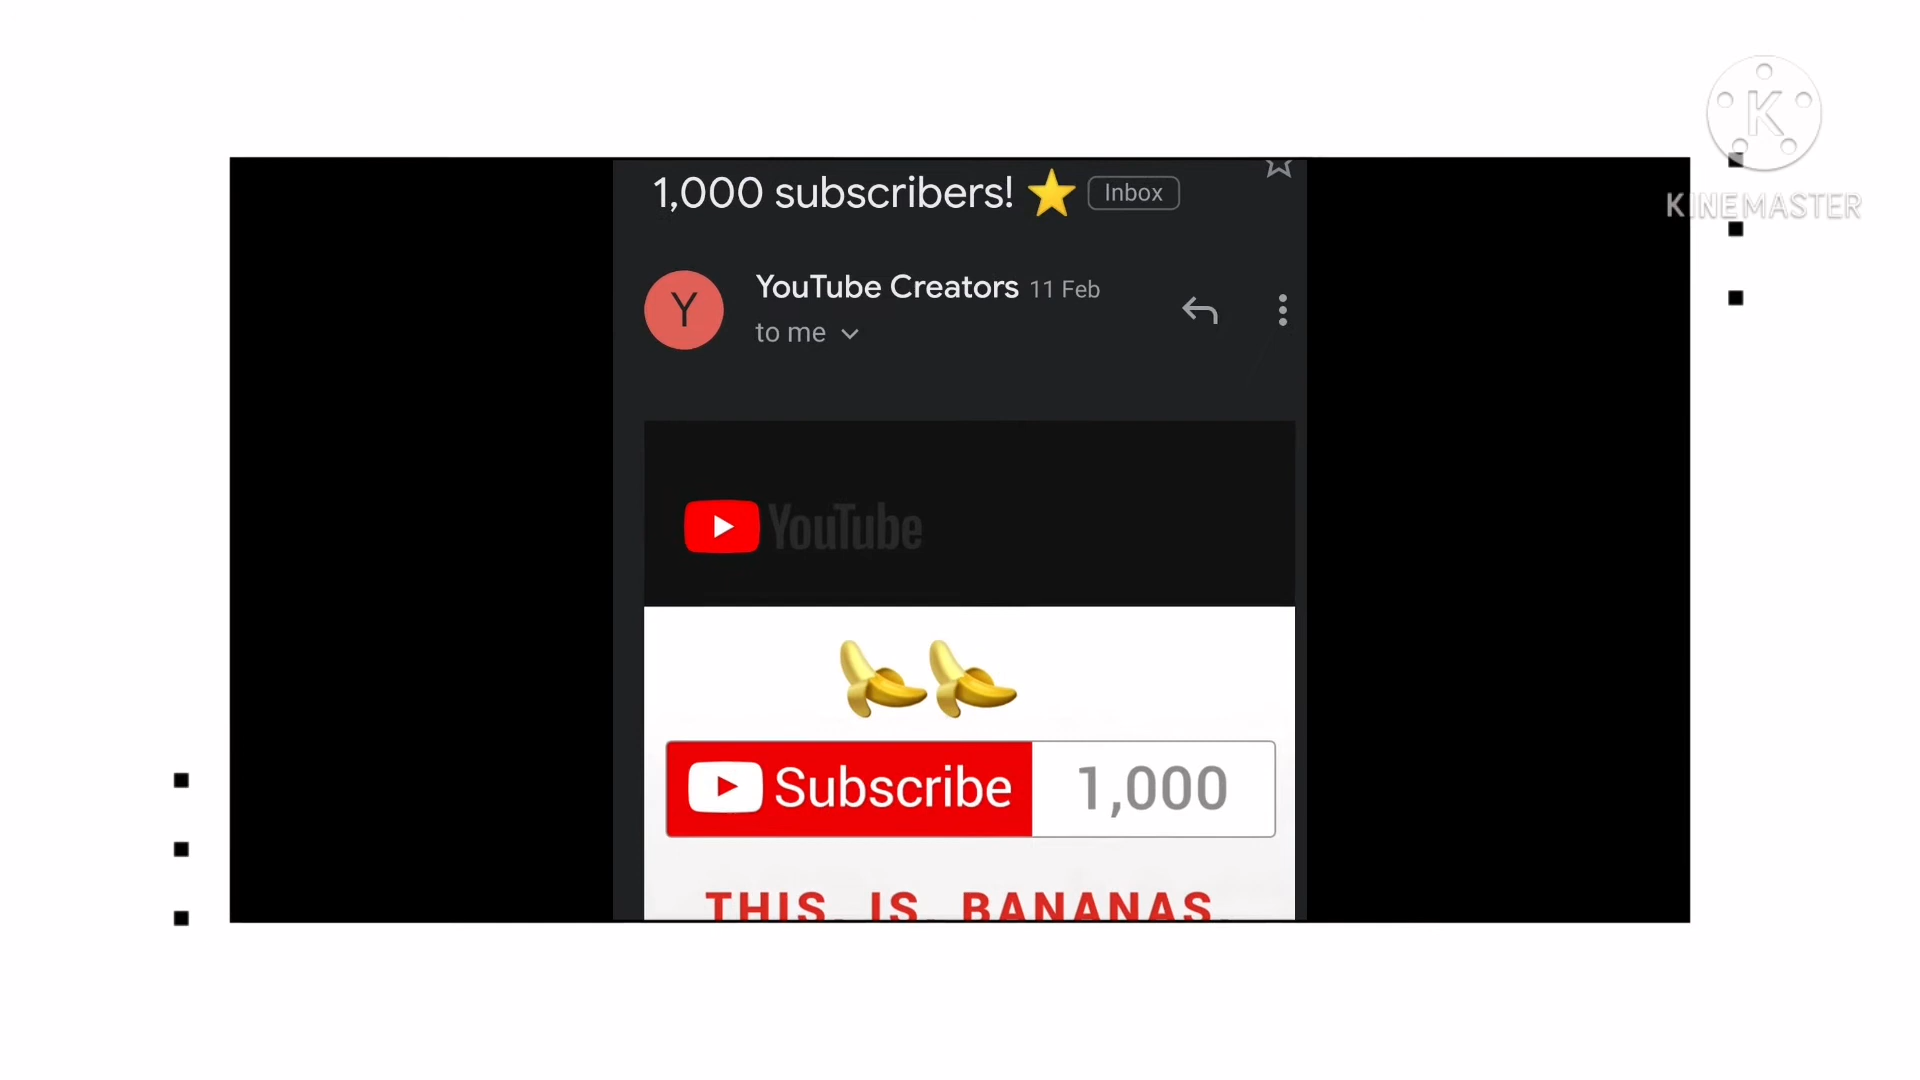 K
KINEMASTER
1,000 subscribers! ⭐ Inbox
YouTube Creators 11 Feb
Y
to me
YouTube
🍌🍌
Subscribe 1,000
THIS. IS. BANANAS.